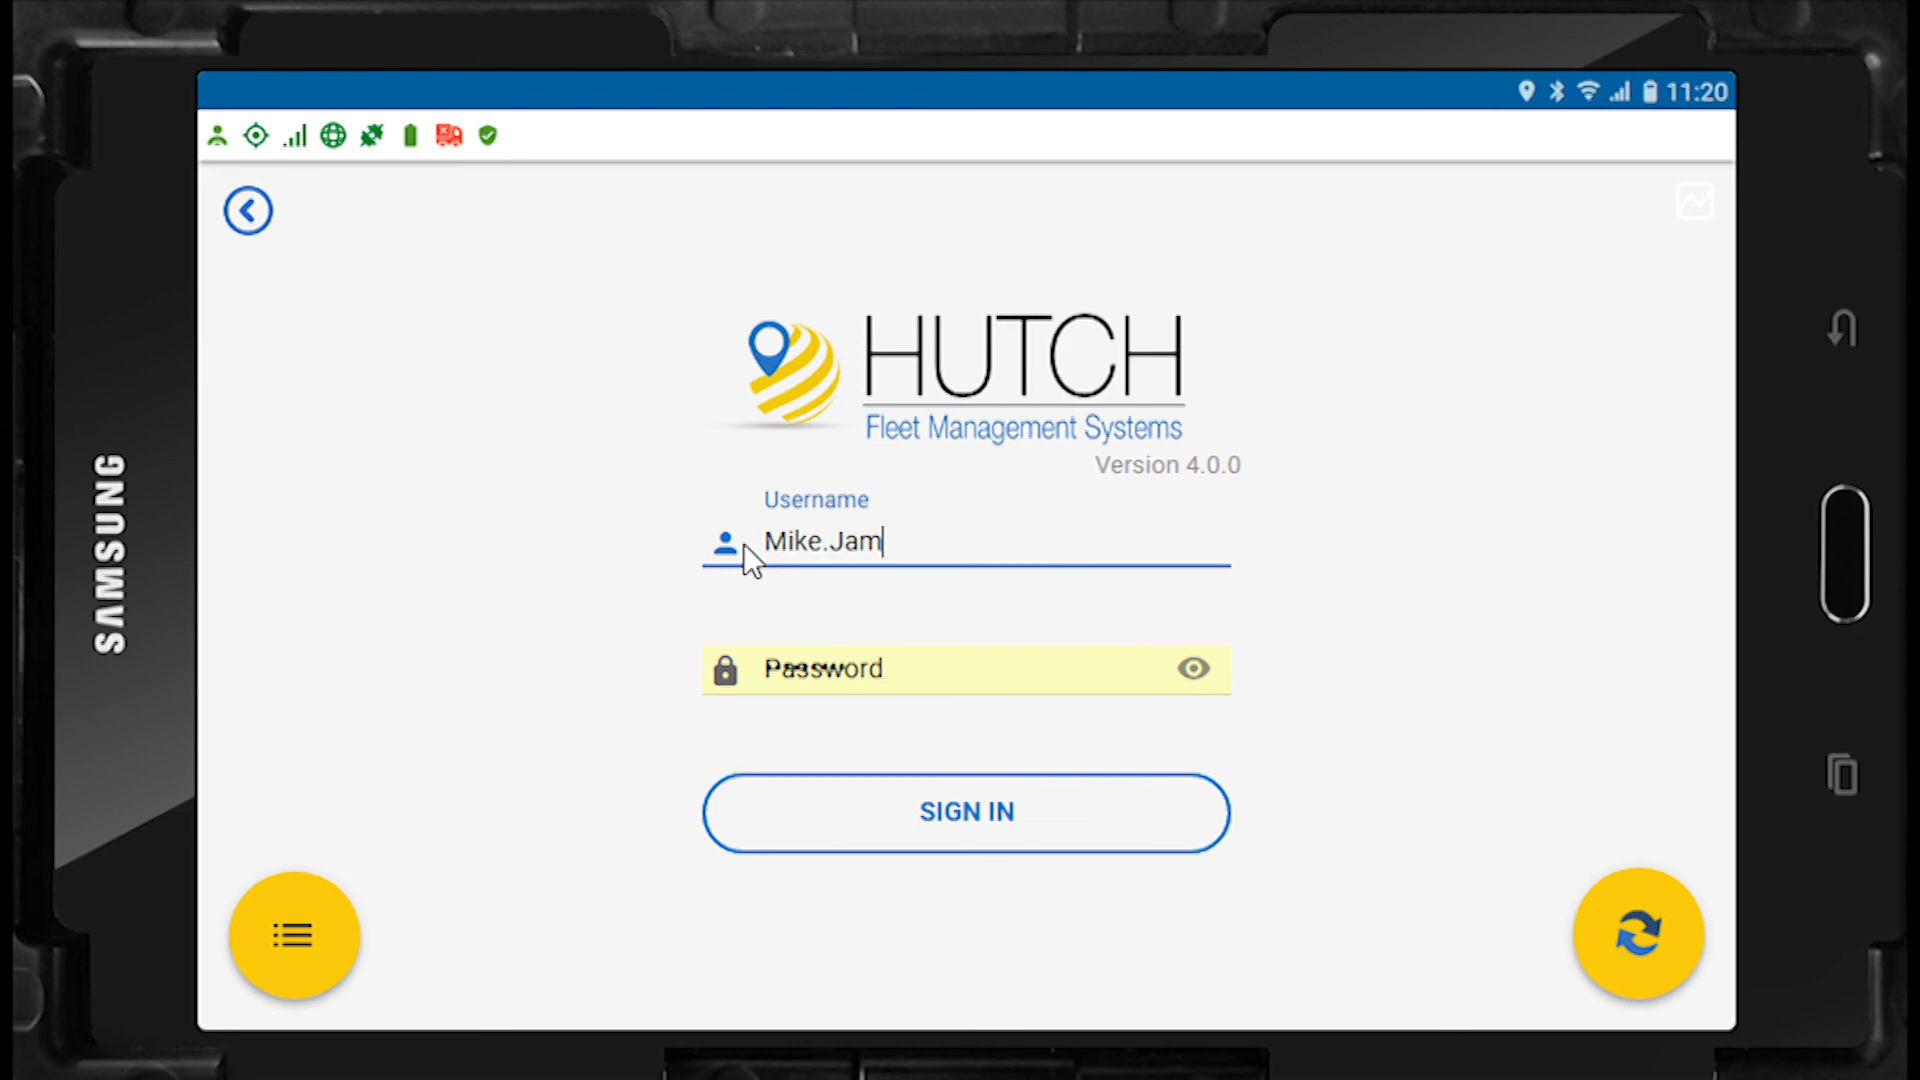 11:20
HUTCH
Fleet Management Systems
Version 4.0.0
Username
Mike.Jam
Password
SIGN IN
SAMSUNG